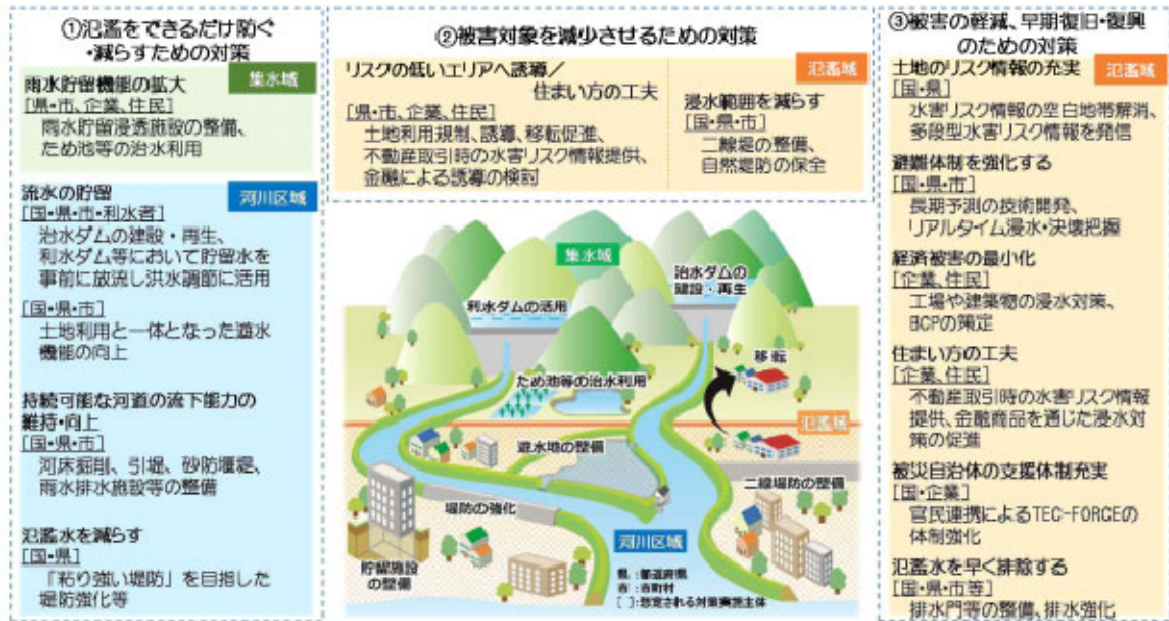 ①氾濫をできるだけ防ぐ
・減らすための対策
集水域
雨水貯留機能の拡大
[県・市、企業、住民]
雨水貯留浸透施設の整備、
ため池等の治水利用
河川区域
流水の貯留
[国・県・市・利水者]
治水ダムの建設・再生、
利水ダム等において貯留水を
事前に放流し洪水調節に活用
[国・県・市]
土地利用と一体となった遊水
機能の向上
持続可能な河道の流下能力の
維持・向上
[国・県・市]
河床掘削、引堤、砂防堰堤、
雨水排水施設等の整備
氾濫水を減らす
[国・県]
「粘り強い堤防」を目指した
堤防強化等
②被害対象を減少させるための対策
氾濫域
リスクの低いエリアへ誘導／
住まい方の工夫
[県・市、企業、住民]
土地利用規制、誘導、移転促進、
不動産取引時の水害リスク情報提供、
金融による誘導の検討
浸水範囲を減らす
[国・県・市]
二線堤の整備、
自然堤防の保全
集水域
治水ダムの
建設・再生
利水ダムの活用
移転
ため池等の治水利用
氾濫域
遊水地の整備
二線堤防の整備
堤防の強化
河川区域
貯留施設
の整備
県：都道府県
市：市町村
[ ]：想定される対策実施主体
③被害の軽減、早期復旧・復興
のための対策
氾濫域
土地のリスク情報の充実
[国・県]
水害リスク情報の空白地帯解消、
多段型水害リスク情報を発信
避難体制を強化する
[国・県・市]
長期予測の技術開発、
リアルタイム浸水・決壊把握
経済被害の最小化
[企業、住民]
工場や建築物の浸水対策、
BCPの策定
住まい方の工夫
[企業、住民]
不動産取引時の水害リスク情報
提供、金融商品を通じた浸水対
策の促進
被災自治体の支援体制充実
[国・企業]
官民連携によるTEC-FORCEの
体制強化
氾濫水を早く排除する
[国・県・市等]
排水門等の整備、排水強化